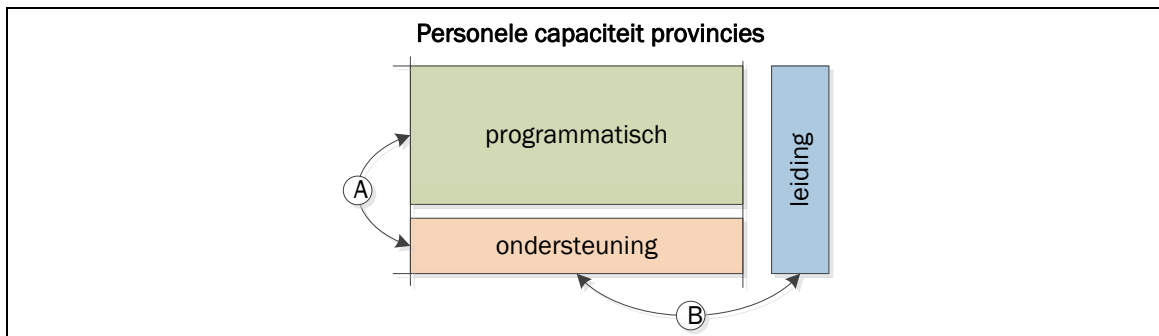 Personele capaciteit provincies
programmatisch
leiding
A
ondersteuning
B